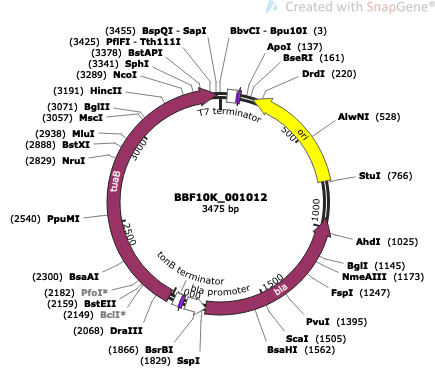 Created with SnapGene®
(3455) BspQI - SapI
(3425) PflFI - Tth111I
(3378) BstAPI
(3341) SphI
(3289) NcoI
(3191) HincII
(3071) BglII
(3057) MscI
(2938) MluI
(2888) BstXI
(2829) NruI
(2540) PpuMI
(2300) BsaAI
(2182) PfoI*
(2159) BstEII
(2149) BclI*
(2068) DraIII
(1866) BsrBI
(1829) SspI
BbvCI - Bpu10I (3)
ApoI (137)
BseRI (161)
DrdI (220)
AlwNI (528)
StuI (766)
AhdI (1025)
BglI (1145)
NmeAIII (1173)
FspI (1247)
PvuI (1395)
ScaI (1505)
BsaHI (1562)
T7 terminator
ori
500
1000
1500
2500
3000
tuaB
bla
tonB terminator
bla promoter
BBF10K_001012
3475 bp